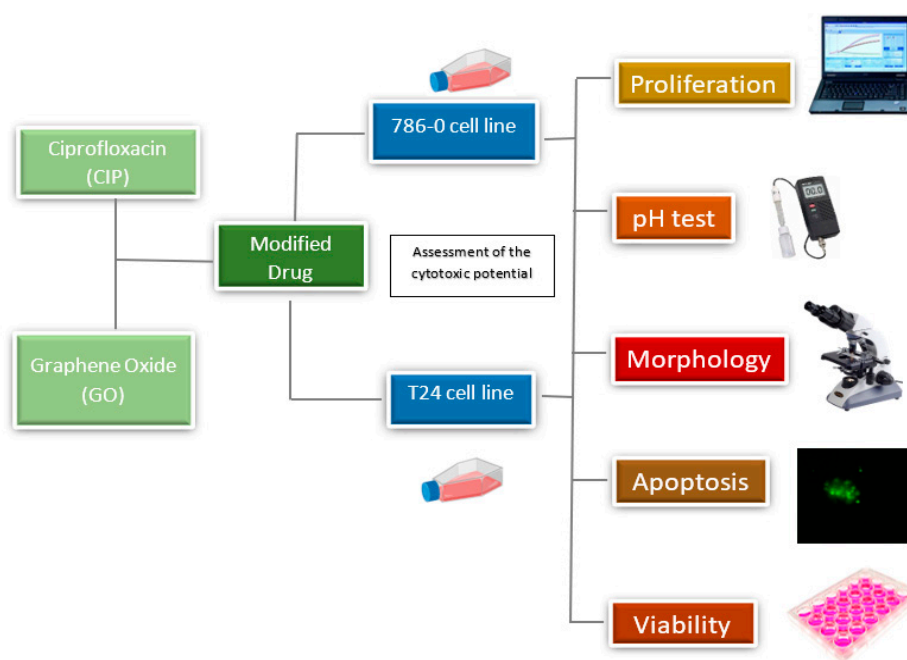 Ciprofloxacin
(CIP)
Graphene Oxide
(GO)
Modified
Drug
786-0 cell line
Assessment of the
cytotoxic potential
T24 cell line
Proliferation
pH test
Morphology
Apoptosis
Viability